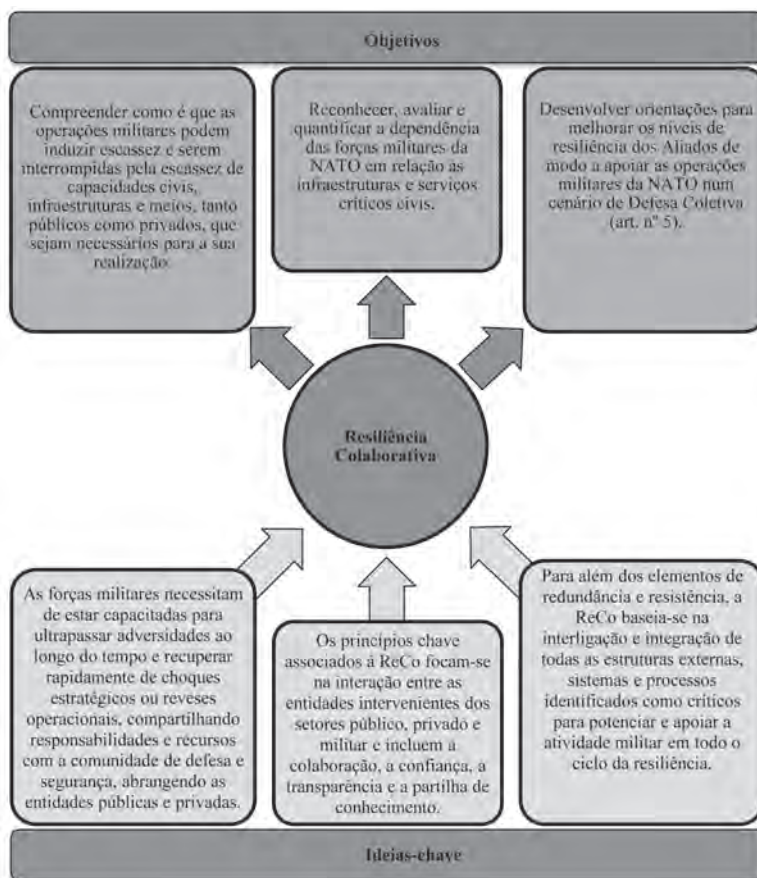 Objetivos
Compreender como é que as
operações militares podem
induzir escassez e serem
interrompidas pela escassez de
capacidades civis,
infraestruturas e meios, tanto
públicos como privados, que
sejam necessários para a sua
realização.
Reconhecer, avaliar e
quantificar a dependência
das forças militares da
NATO em relação às
infraestruturas e serviços
críticos civis.
Desenvolver orientações para
melhorar os níveis de
resiliência dos Aliados de
modo a apoiar as operações
militares da NATO num
cenário de Defesa Coletiva
(art. nº 5).
Resiliência
Colaborativa
As forças militares necessitam
de estar capacitadas para
ultrapassar adversidades ao
longo do tempo e recuperar
rapidamente de choques
estratégicos ou reveses
operacionais, compartilhando
responsabilidades e recursos
com a comunidade de defesa e
segurança, abrangendo as
entidades públicas e privadas.
Os princípios chave
associados à ReCo focam-se
na interação entre as
entidades intervenientes dos
setores público, privado e
militar e incluem a
colaboração, a confiança, a
transparência e a partilha de
conhecimento.
Para além dos elementos de
redundância e resistência, a
ReCo baseia-se na
interligação e integração de
todas as estruturas externas,
sistemas e processos
identificados como críticos
para potenciar e apoiar a
atividade militar em todo o
ciclo da resiliência.
Ideias-chave